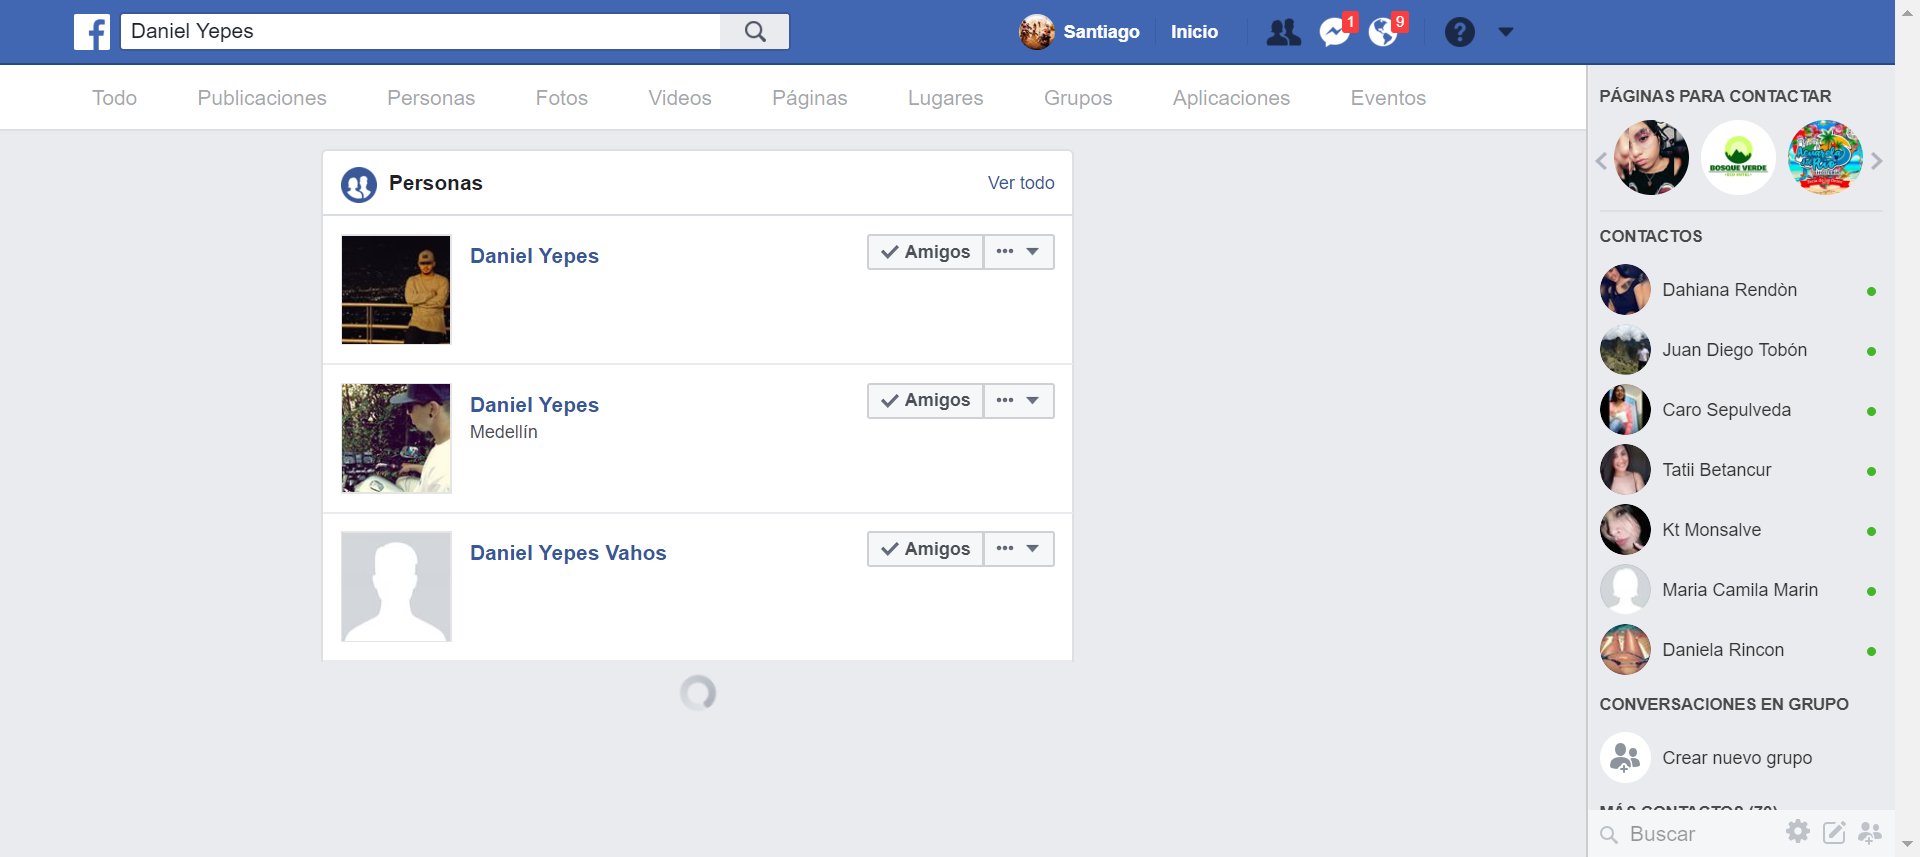 Daniel Yepes
Santiago
Inicio
1
9
?
Todo
Publicaciones
Personas
Fotos
Videos
Páginas
Lugares
Grupos
Aplicaciones
Eventos
Personas
Ver todo
Daniel Yepes
Amigos
Daniel Yepes
Medellín
Amigos
Daniel Yepes Vahos
Amigos
PÁGINAS PARA CONTACTAR
BOSQUE VERDE
CONTACTOS
Dahiana Rendòn
Juan Diego Tobón
Caro Sepulveda
Tatii Betancur
Kt Monsalve
Maria Camila Marin
Daniela Rincon
CONVERSACIONES EN GRUPO
Crear nuevo grupo
MÁS CONTACTOS (70)
Buscar